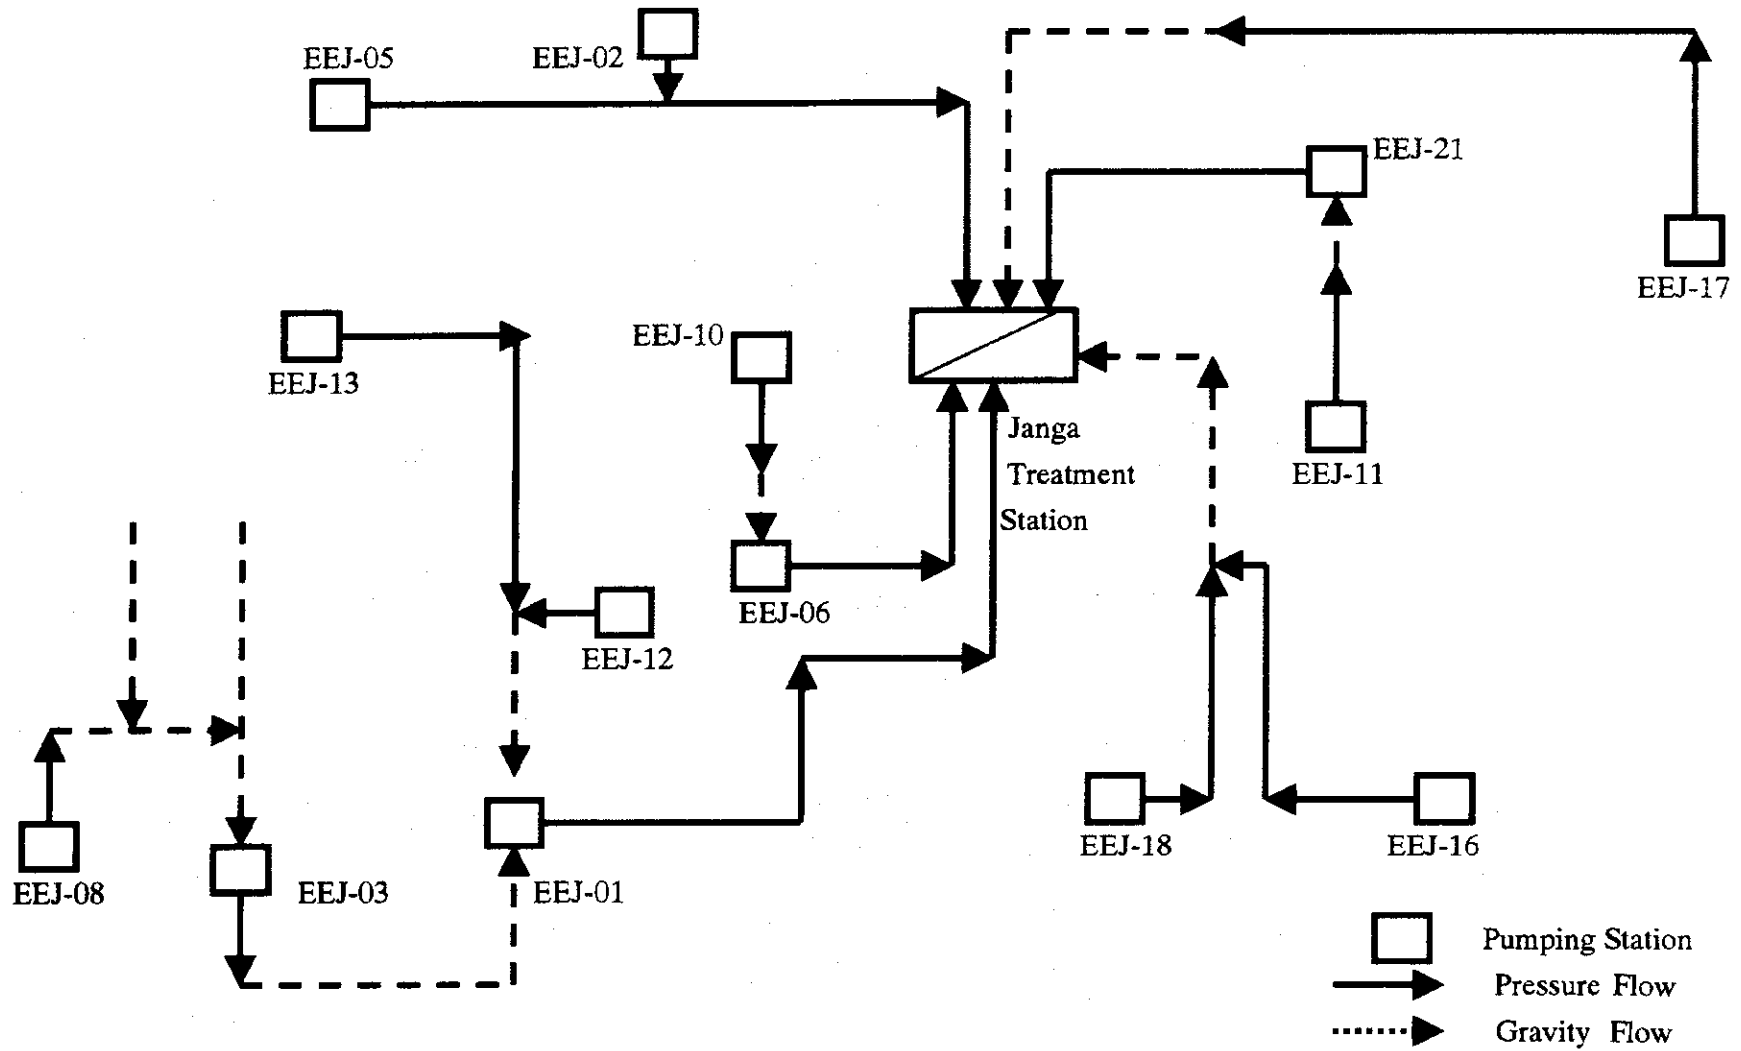 EEJ-05
EEJ-02
EEJ-21
EEJ-17
EEJ-13
EEJ-10
Janga
Treatment
Station
EEJ-11
EEJ-06
EEJ-12
EEJ-18
EEJ-16
EEJ-08
EEJ-03
EEJ-01
Pumping Station
Pressure Flow
Gravity Flow